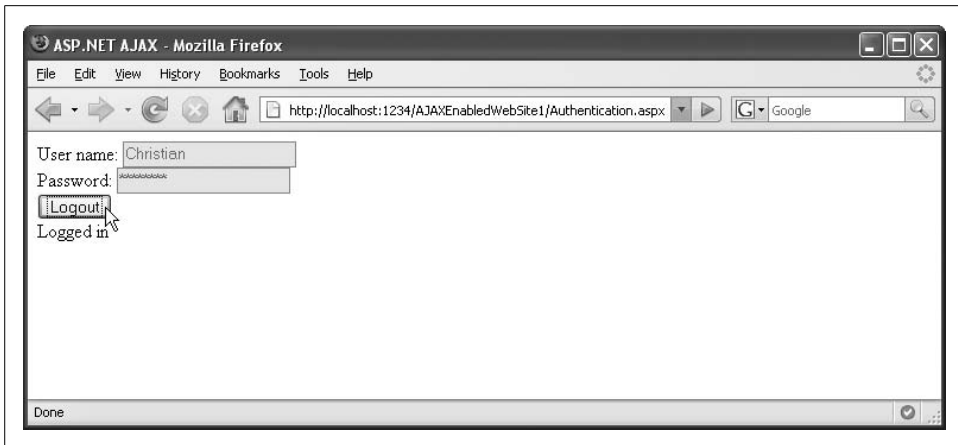 ASP.NET AJAX - Mozilla Firefox
File Edit View History Bookmarks Tools Help
http://localhost:1234/AJAXEnabledWebSite1/Authentication.aspx G Google
User name: Christian
Password: ********
Logout
Logged in
Done